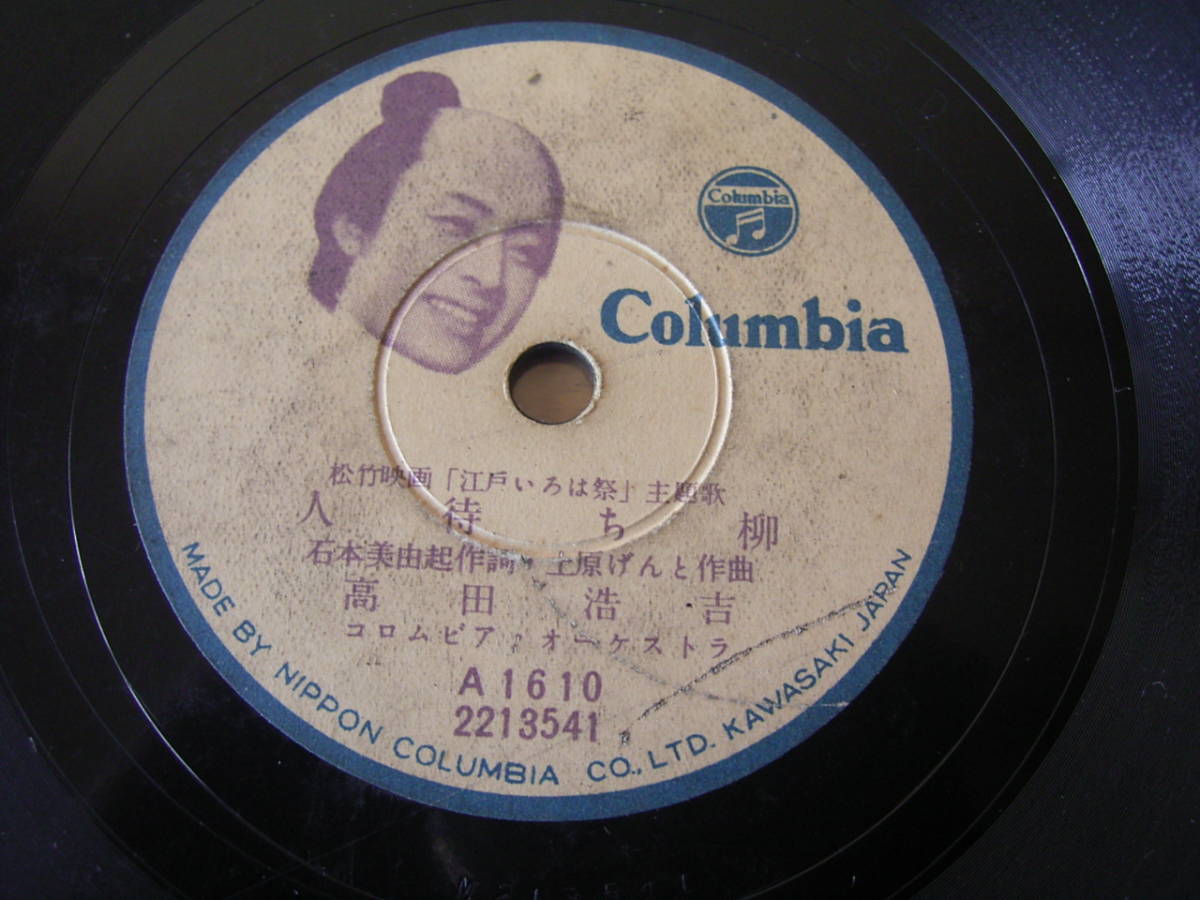 Columbia
Columbia
松竹映画「江戸いろは祭」主題歌
人待ち柳
石本美由起作詞・上原げんと作曲
高田浩吉
コロムビア・オーケストラ
A1610
2213541
MADE BY NIPPON COLUMBIA CO., LTD. KAWASAKI JAPAN